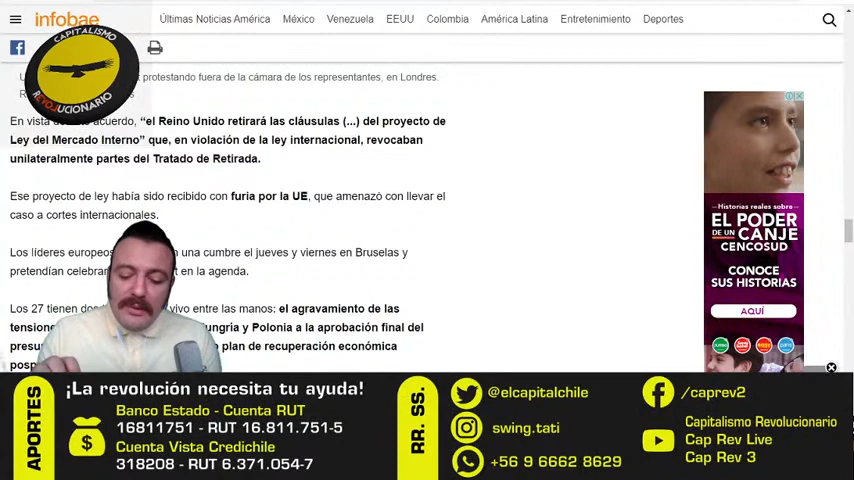 infobae
Últimas Noticias América México Venezuela EEUU Colombia América Latina Entretenimiento Deportes
CAPITALISMO
REVOLUCIONARIO
protestando fuera de la cámara de los representantes, en Londres.
En vista acuerdo, “el Reino Unido retirará las cláusulas (...) del proyecto de
Ley del Mercado Interno” que, en violación de la ley internacional, revocaban
unilateralmente partes del Tratado de Retirada.
Ese proyecto de ley había sido recibido con furia por la UE, que amenazó con llevar el
caso a cortes internacionales.
Los líderes europeos en una cumbre el jueves y viernes en Bruselas y
pretendían celebrar en la agenda.
Los 27 tienen dos vivo entre las manos: el agravamiento de las
tensiones Hungría y Polonia a la aprobación final del
plan de recuperación económica
Historias reales sobre
EL PODER
DE UN CANJE
CENCOSUD
CONOCE
SUS HISTORIAS
AQUÍ
APORTES
¡La revolución necesita tu ayuda!
Banco Estado - Cuenta RUT
16811751 - RUT 16.811.751-5
Cuenta Vista Credichile
318208 - RUT 6.371.054-7
RR. SS.
@elcapitalchile
swing.tati
+56 9 6662 8629
/caprev2
Capitalismo Revolucionario
Cap Rev Live
Cap Rev 3